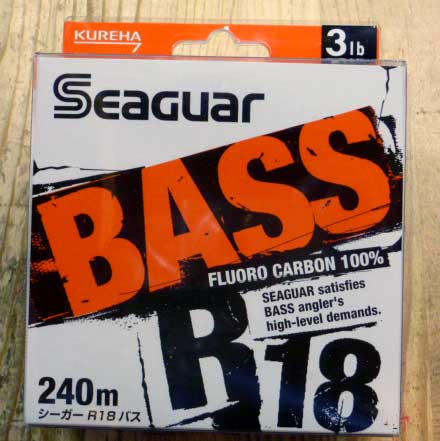 KUREHA
3lb
SEAGUAR
BASS
FLUORO CARBON 100%
SEAGUAR satisfies
BASS angler's
high-level demands.
R18
240m
シーガー R18 バス